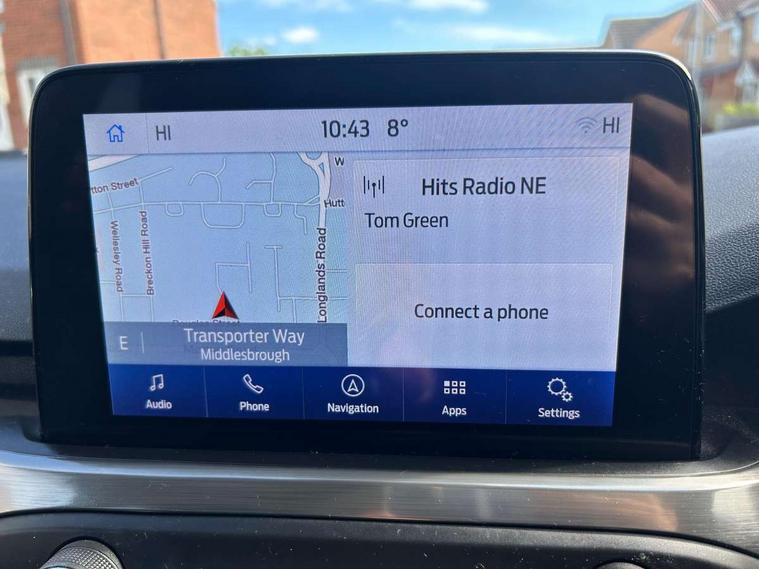 HI
10:43 8°
HI
tton Street
W
Hutt
Wellesley Road
Breckon Hill Road
Longlands Road
Hits Radio NE
Tom Green
Connect a phone
E
Transporter Way
Middlesbrough
Audio
Phone
Navigation
Apps
Settings